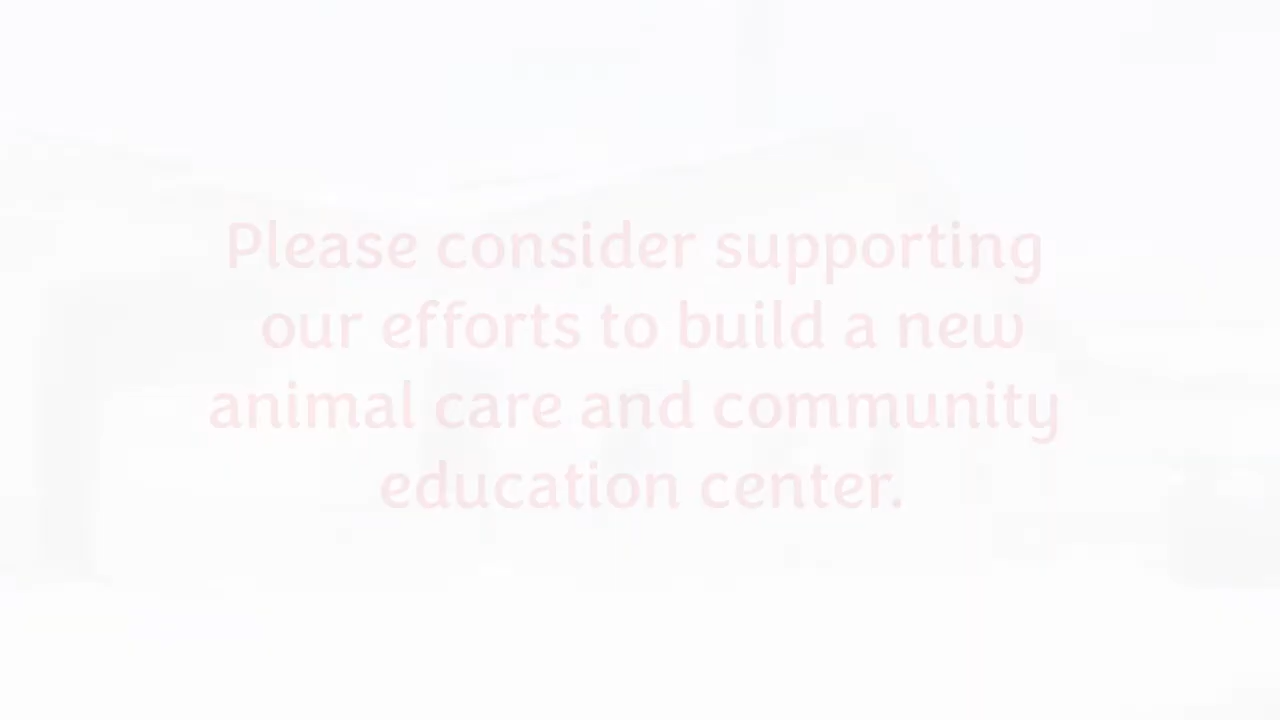 Please consider supporting
our efforts to build a new
animal care and community
education center.